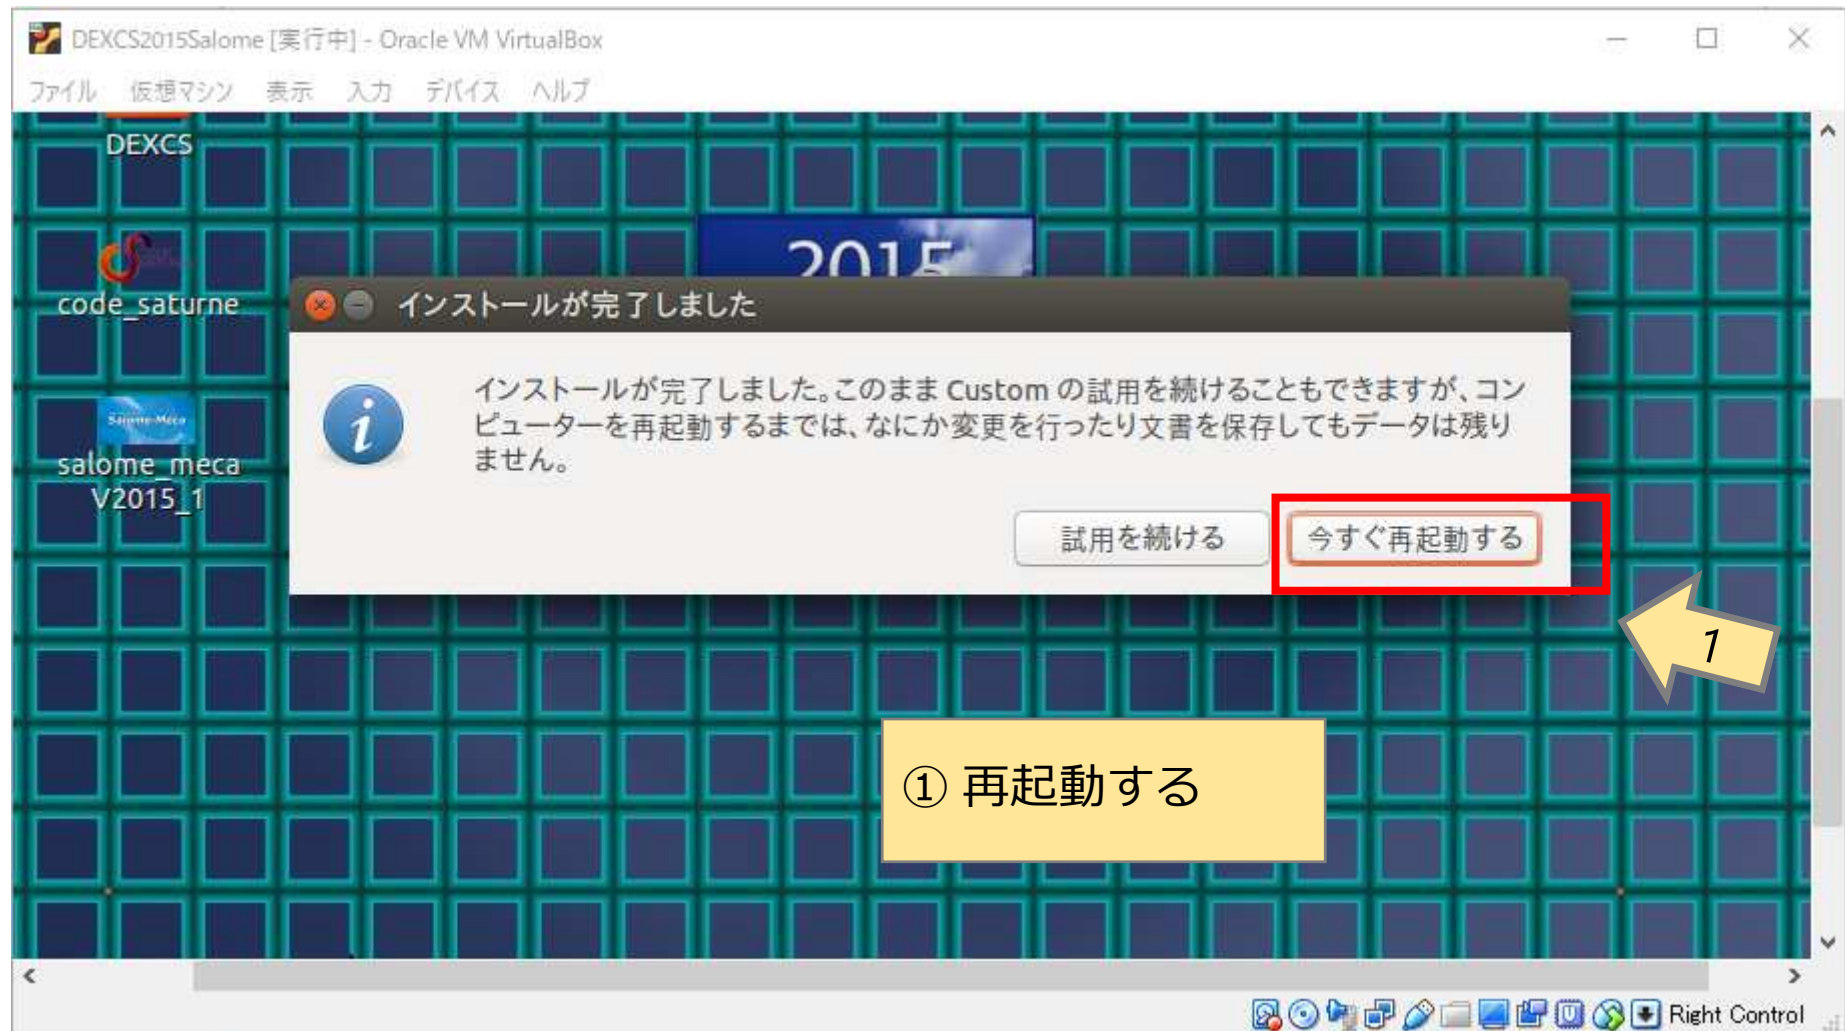 DEXCS2015Salome [実行中] - Oracle VM VirtualBox
ファイル 仮想マシン 表示 入力 デバイス ヘルプ
DEXCS
2015
code_saturne
インストールが完了しました
インストールが完了しました。このまま Custom の試用を続けることもできますが、コン
ピューターを再起動するまでは、なにか変更を行ったり文書を保存してもデータは残り
ません。
Salome-Meca
salome_meca
V2015_1
試用を続ける 今すぐ再起動する
1
① 再起動する
Right Control